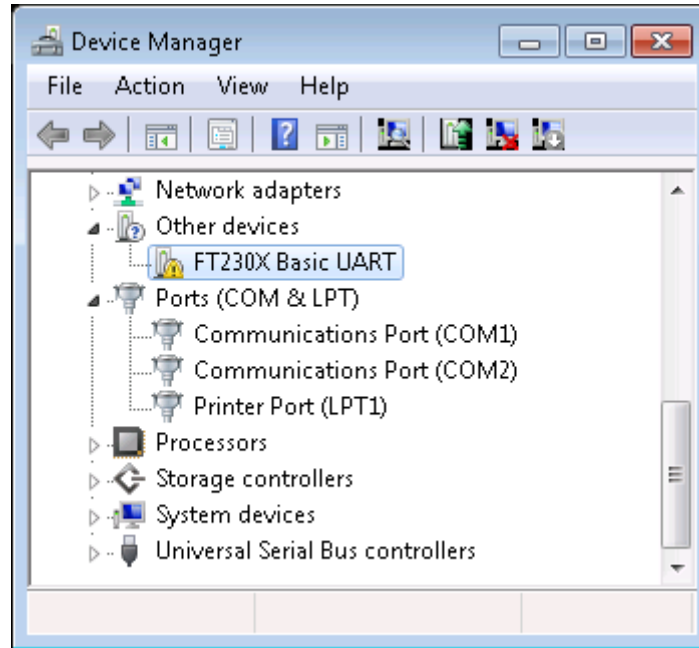 Device Manager
File Action View Help
Network adapters
Other devices
FT230X Basic UART
Ports (COM & LPT)
Communications Port (COM1)
Communications Port (COM2)
Printer Port (LPT1)
Processors
Storage controllers
System devices
Universal Serial Bus controllers